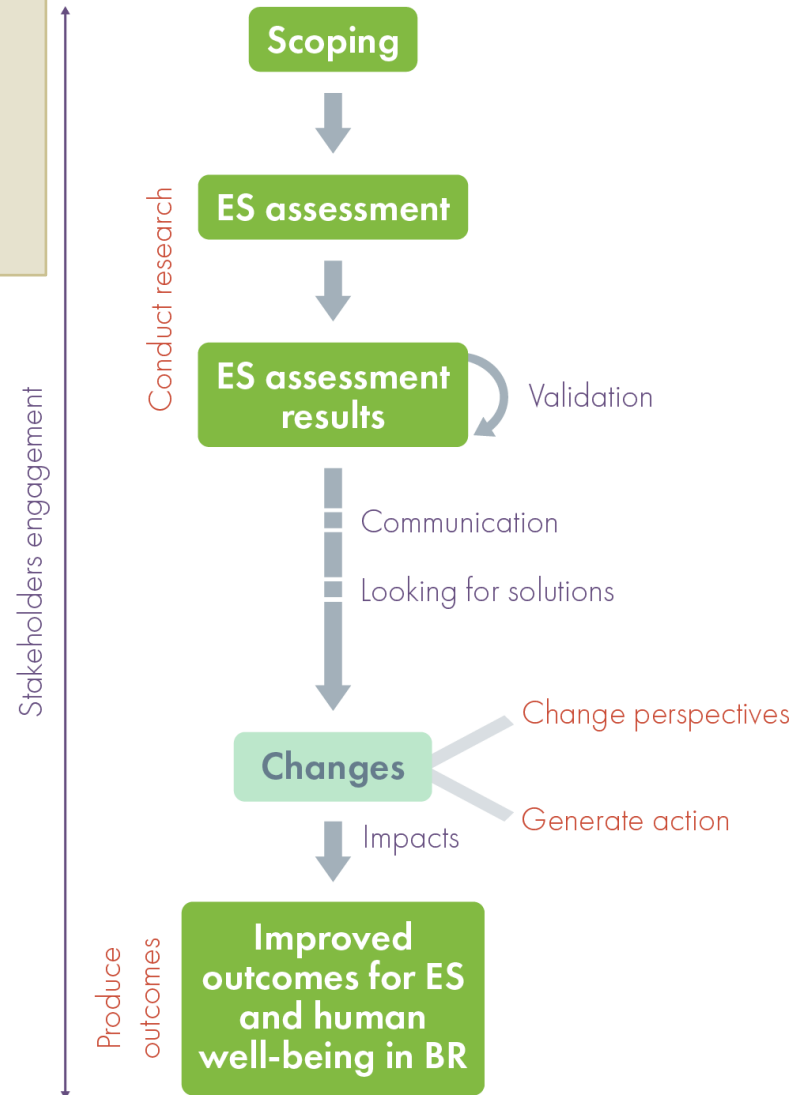 Scoping
ES assessment
Conduct research
ES assessment
results
Validation
Stakeholders engagement
Communication
Looking for solutions
Change perspectives
Changes
Generate action
Impacts
Produce
outcomes
Improved
outcomes for ES
and human
well-being in BR